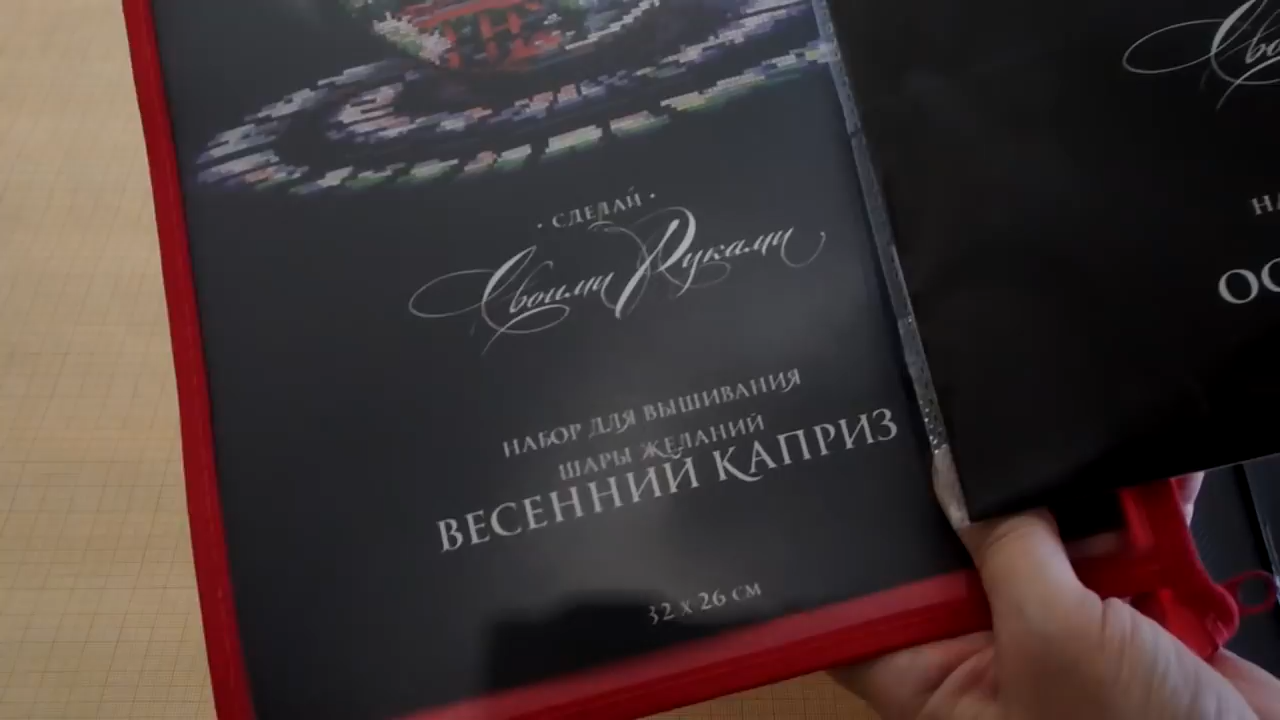 · СДЕЛАЙ ·
Своими Руками
НАБОР ДЛЯ ВЫШИВАНИЯ
ШАРЫ ЖЕЛАНИЙ
ВЕСЕННИЙ КАПРИЗ
32 х 26 см